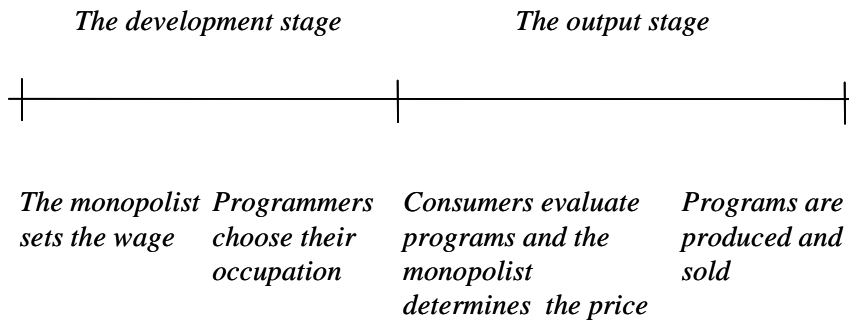 The development stage
The output stage
The monopolist
sets the wage
Programmers
choose their
occupation
Consumers evaluate
programs and the
monopolist
determines the price
Programs are
produced and
sold